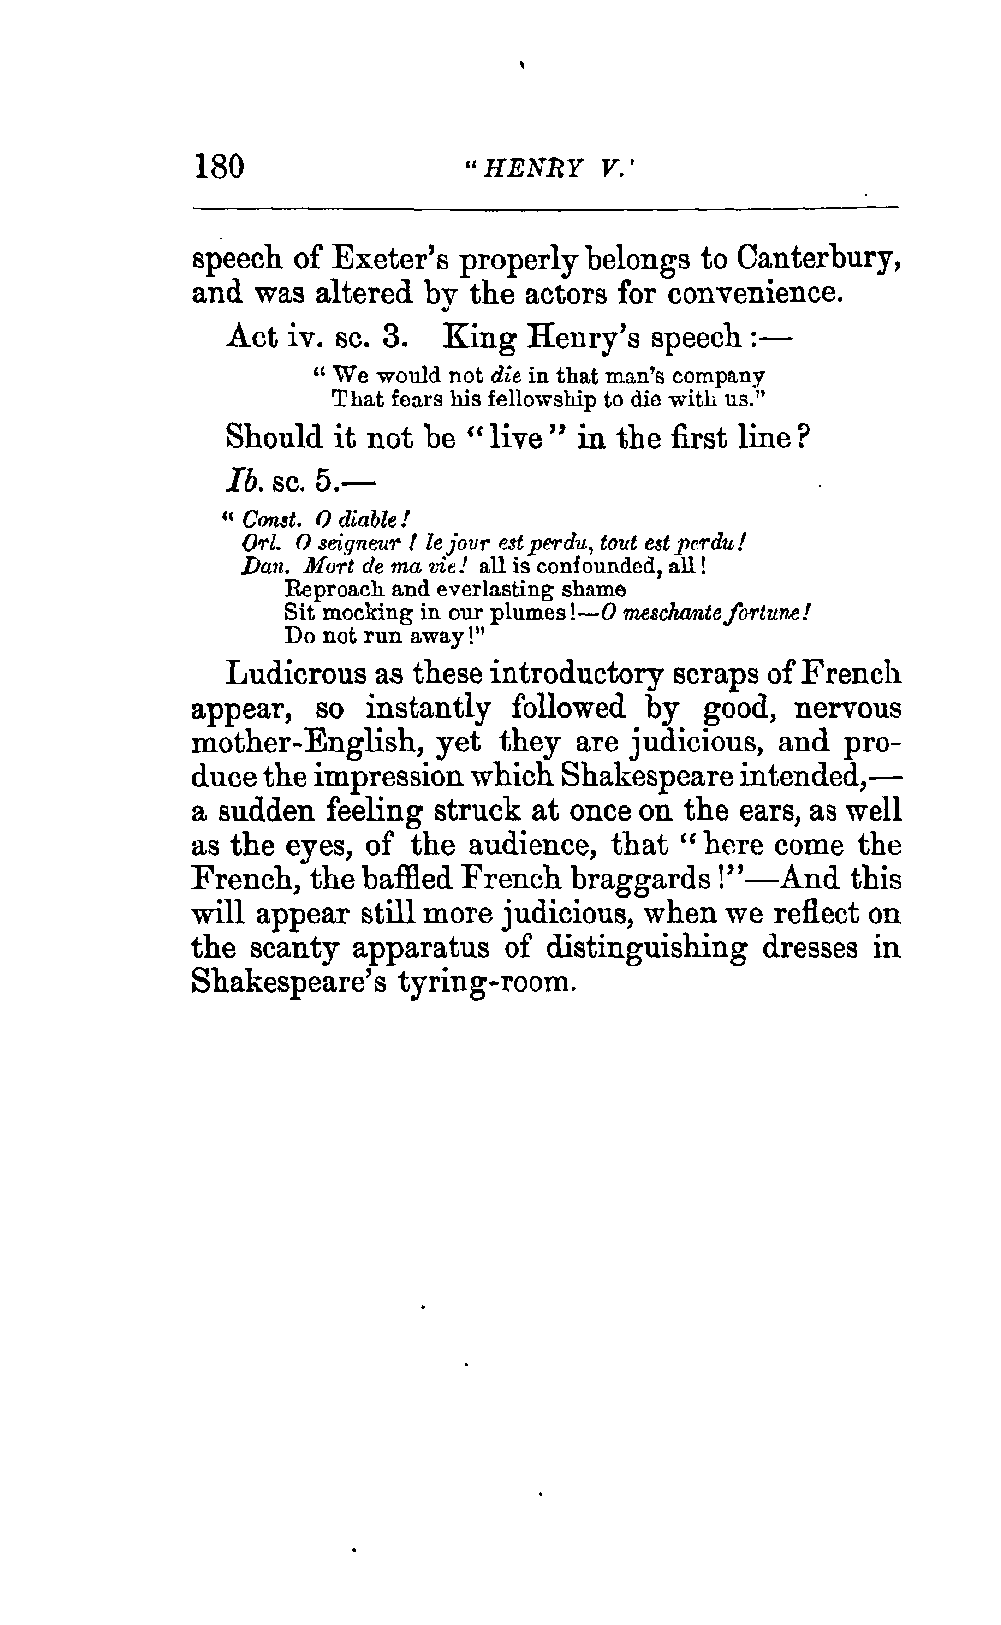 180 "HENRY V.'
speech of Exeter's properly belongs to Canterbury,
and was altered by the actors for convenience.
Act iv. sc. 3. King Henry's speech:—
"We would not die in that man's company
That fears his fellowship to die with us."
Should it not be "live" in the first line?
Ib. sc. 5.—
"Const. O diable!
Orl. O seigneur! le jour est perdu, tout est perdu!
Dan. Mort de ma vie! all is confounded, all!
Reproach and everlasting shame
Sit mocking in our plumes!—O meschante fortune!
Do not run away!"
Ludicrous as these introductory scraps of French
appear, so instantly followed by good, nervous
mother-English, yet they are judicious, and pro-
duce the impression which Shakespeare intended,—
a sudden feeling struck at once on the ears, as well
as the eyes, of the audience, that "here come the
French, the baffled French braggards!"—And this
will appear still more judicious, when we reflect on
the scanty apparatus of distinguishing dresses in
Shakespeare's tyring-room.